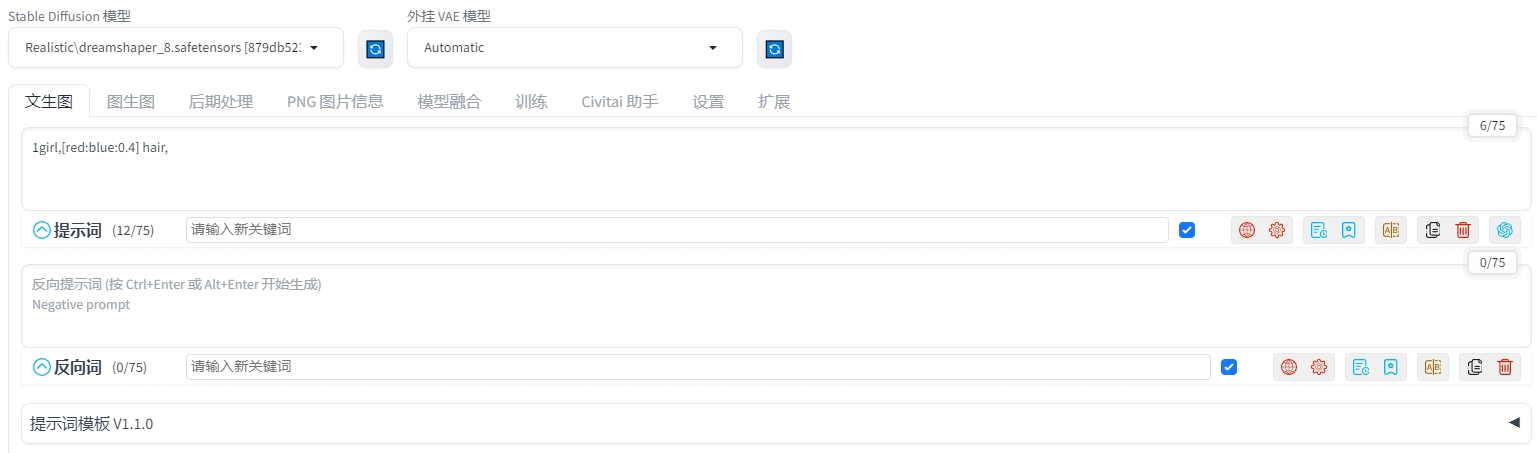 Stable Diffusion 模型
外挂 VAE 模型
Realistic\dreamshaper_8.safetensors [879db523
Automatic
文生图 图生图 后期处理 PNG 图片信息 模型融合 训练 Civitai 助手 设置 扩展
6/75
1girl,[red:blue:0.4] hair,
提示词 (12/75) 请输入新关键词
0/75
反向提示词 (按 Ctrl+Enter 或 Alt+Enter 开始生成)
Negative prompt
反向词 (0/75) 请输入新关键词
提示词模板 V1.1.0